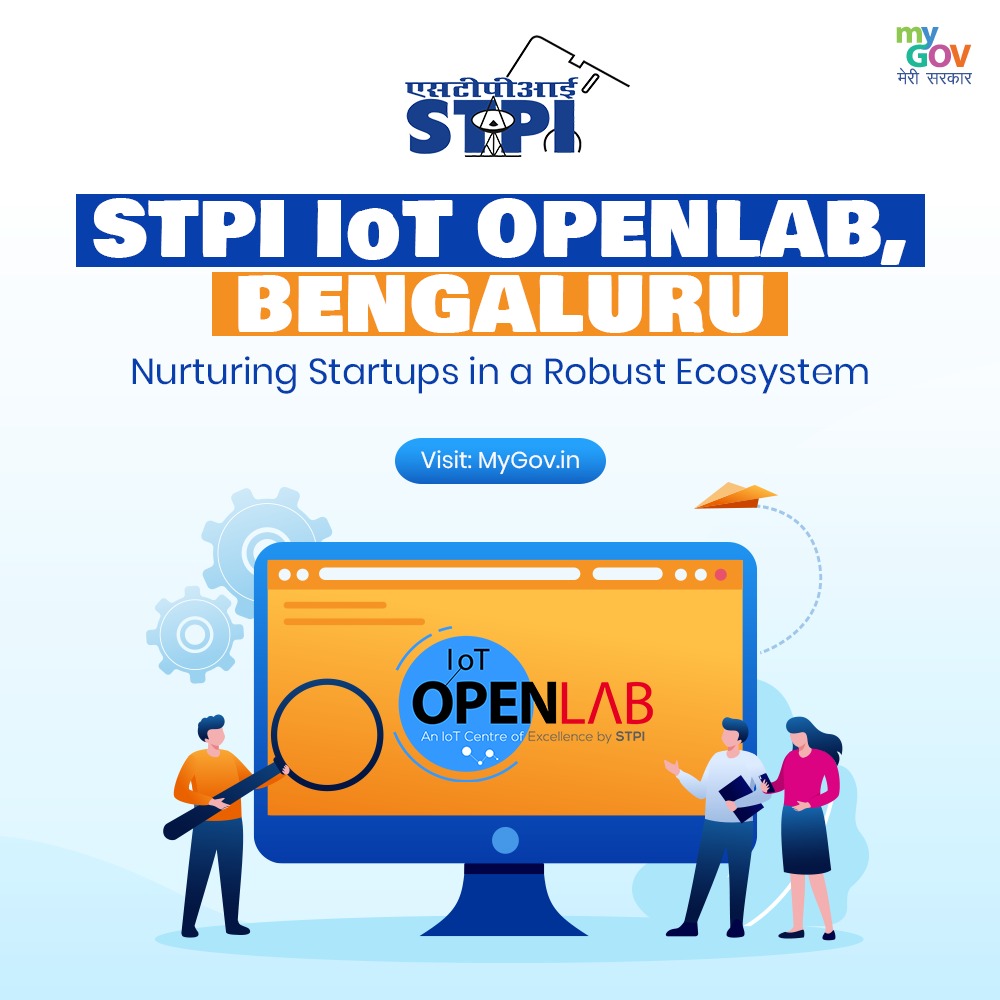 my
GOV
मेरी सरकार
एसटीपीआई
STPI
STPI IoT OPENLAB,
BENGALURU
Nurturing Startups in a Robust Ecosystem
Visit: MyGov.in
IoT
OPENLAB
An IoT Centre of Excellence by STPI